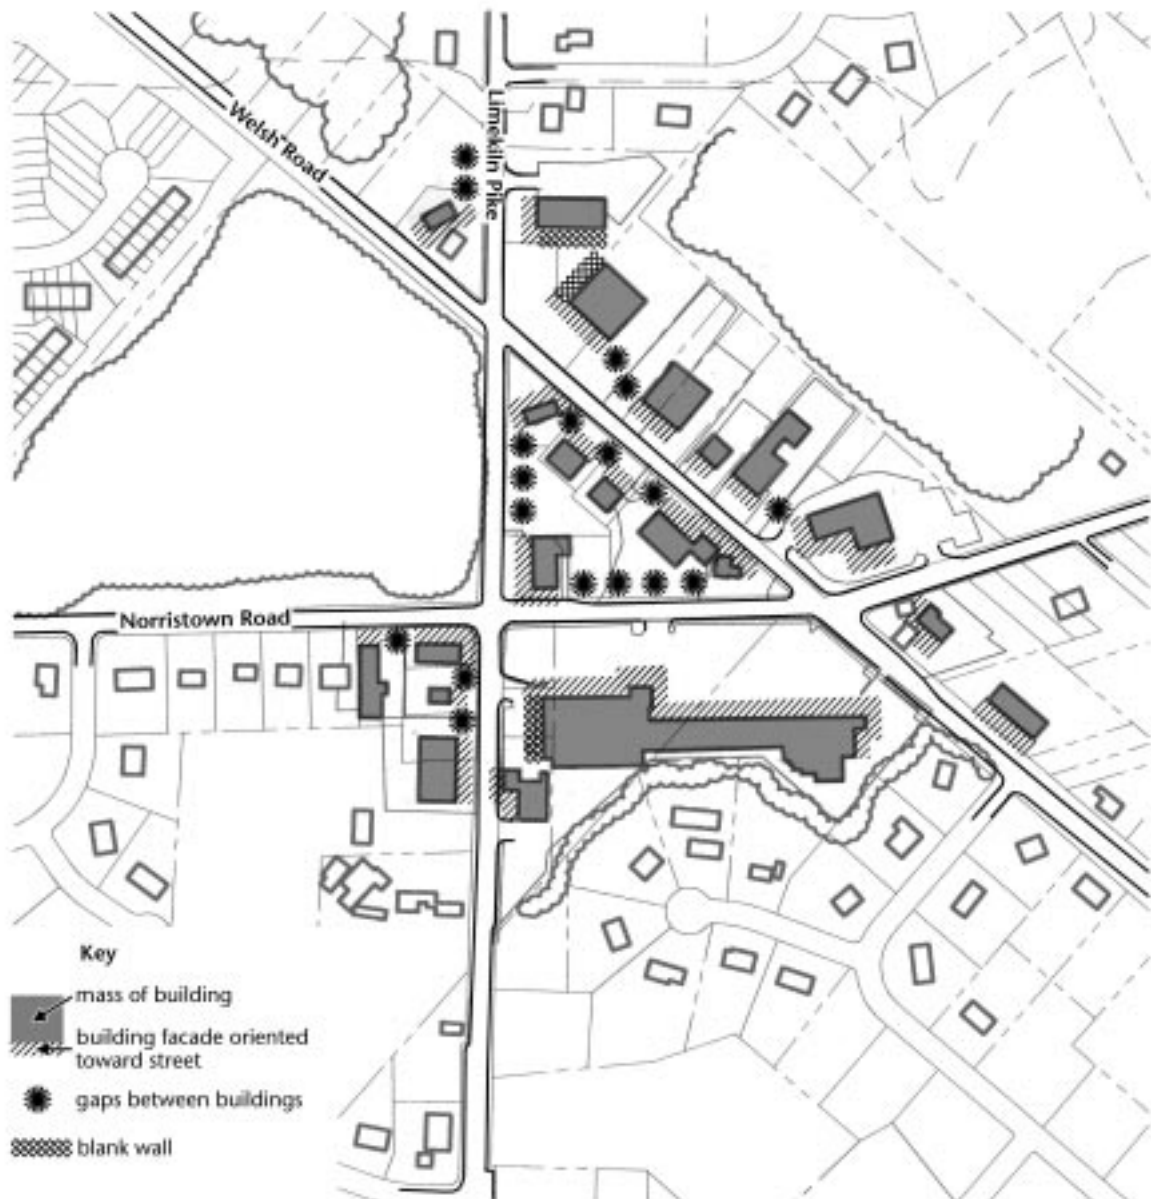 Welsh Road
Limekiln Pike
Norristown Road
Key
mass of building
building facade oriented
toward street
gaps between buildings
blank wall